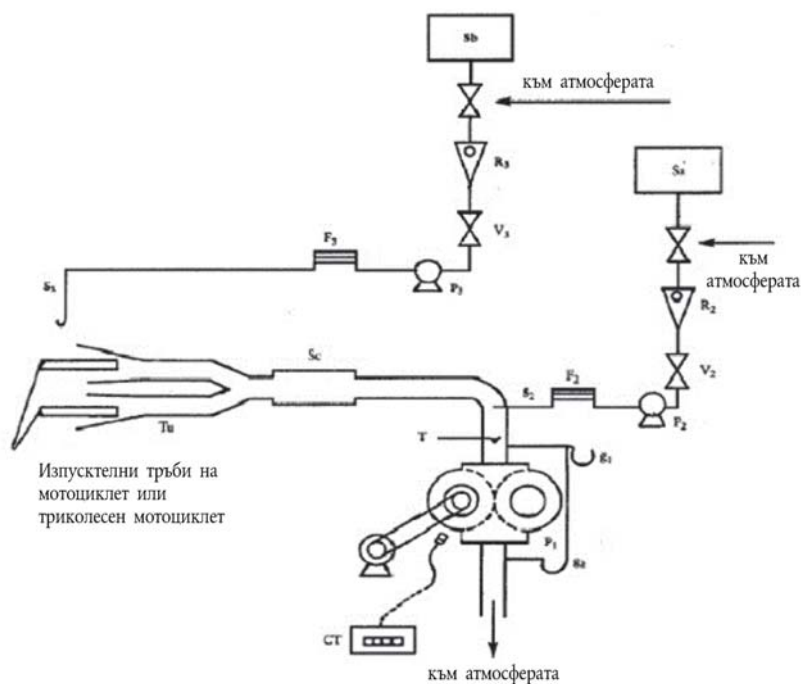 Sb
към атмосферата
R3
Sa
V3
F3
P3
S3
към
атмосферата
R2
V2
F2
S2
P2
Sc
Tu
T
g1
Изпусктелни тръби на
мотоциклет или
триколесен мотоциклет
P1
g2
CT
към атмосферата